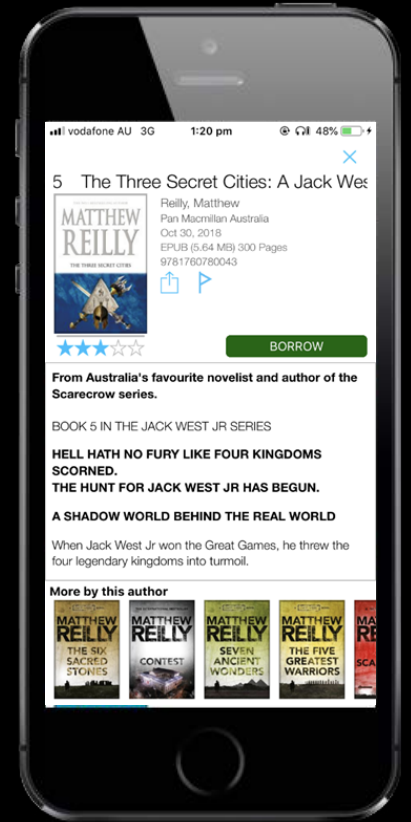 vodafone AU 3G 1:20 pm 48%
5 The Three Secret Cities: A Jack Wes
Reilly, Matthew
Pan Macmillan Australia
Oct 30, 2018
EPUB (5.64 MB) 300 Pages
9781760780043
MATTHEW
REILLY
THE THREE SECRET CITIES
BORROW
From Australia's favourite novelist and author of the
Scarecrow series.
BOOK 5 IN THE JACK WEST JR SERIES
HELL HATH NO FURY LIKE FOUR KINGDOMS
SCORNED.
THE HUNT FOR JACK WEST JR HAS BEGUN.
A SHADOW WORLD BEHIND THE REAL WORLD
When Jack West Jr won the Great Games, he threw the
four legendary kingdoms into turmoil.
More by this author
MATTHEW
REILLY
THE SIX
SACRED
STONES
MATTHEW
REILLY
CONTEST
MATTHEW
REILLY
SEVEN
ANCIENT
WONDERS
MATTHEW
REILLY
THE FIVE
GREATEST
WARRIORS
MA
RE
SCA